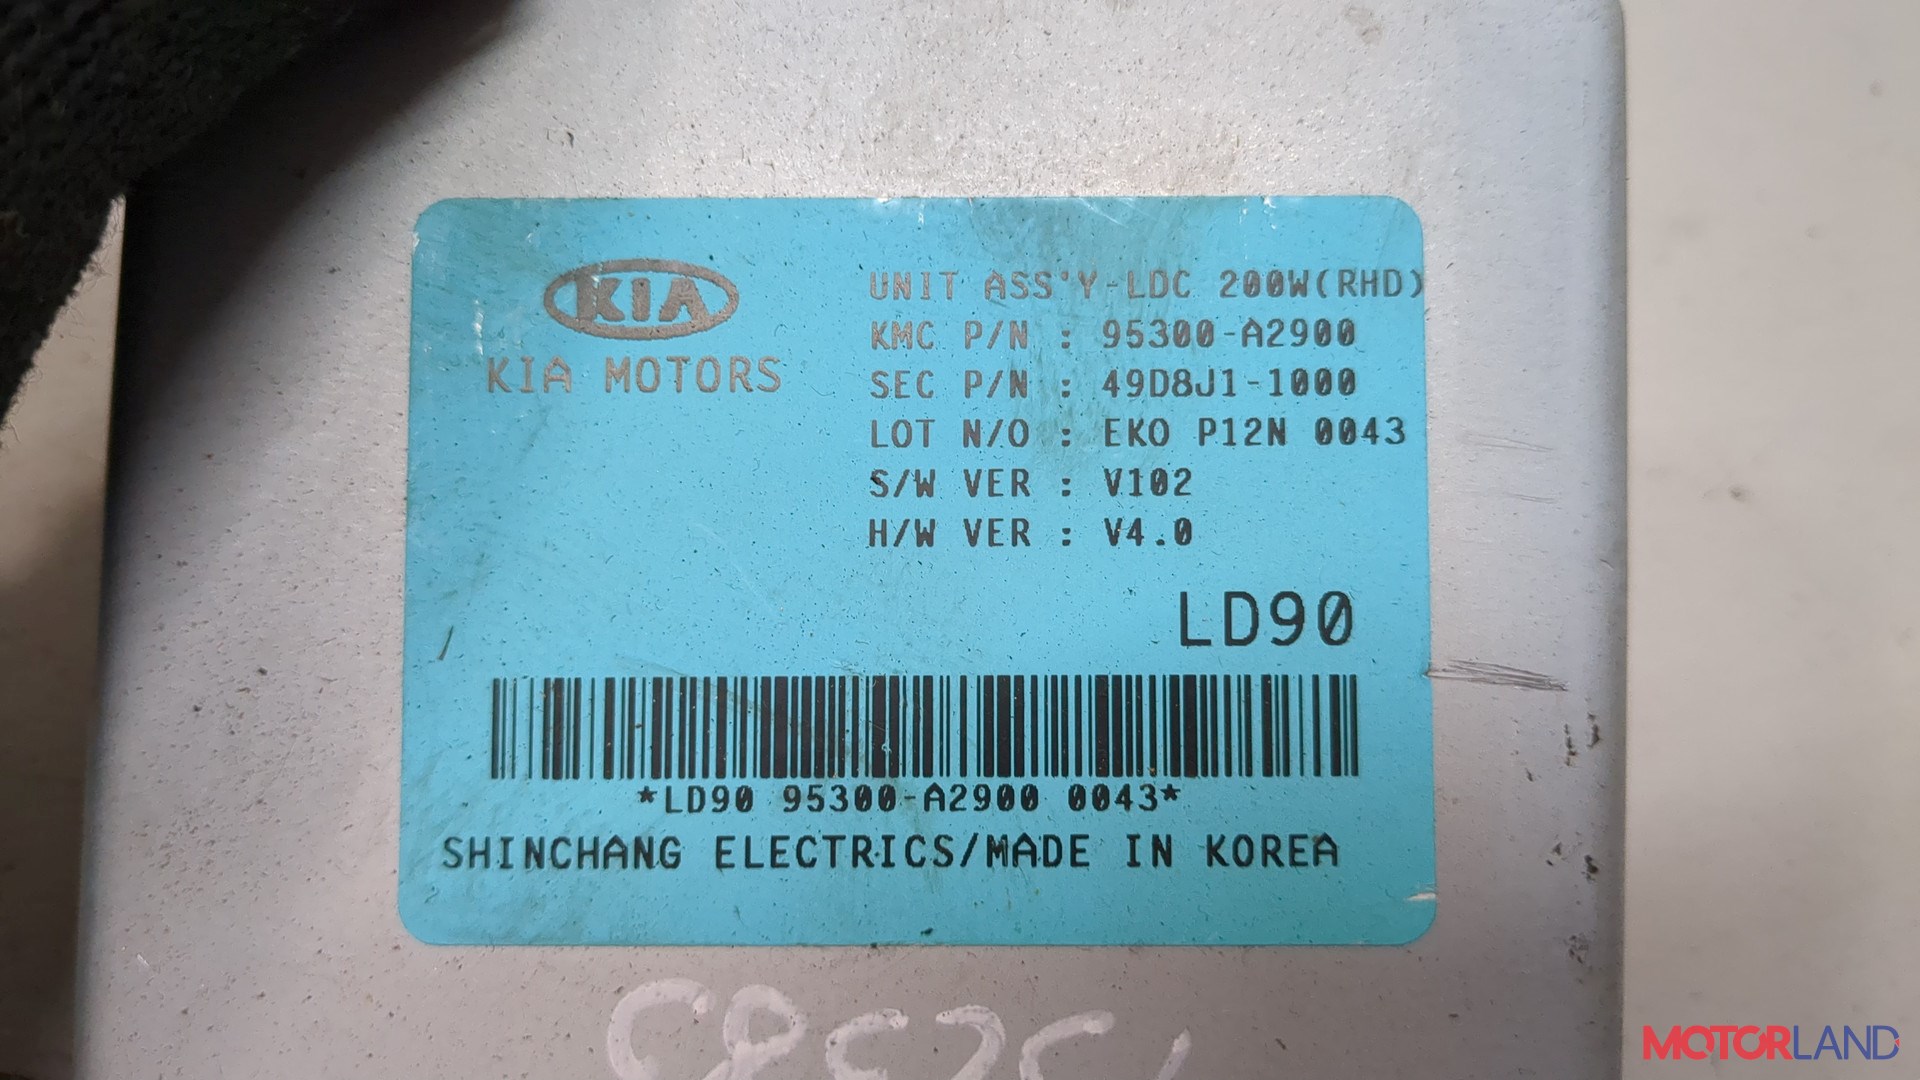 KIA
KIA MOTORS
UNIT ASS'Y-LDC 200W(RHD)
KMC P/N : 95300-A2900
SEC P/N : 49D8J1-1000
LOT N/O : EKO P12N 0043
S/W VER : V102
H/W VER : V4.0
LD90
*LD90 95300-A2900 0043*
SHINCHANG ELECTRICS/MADE IN KOREA
MOTORLAND